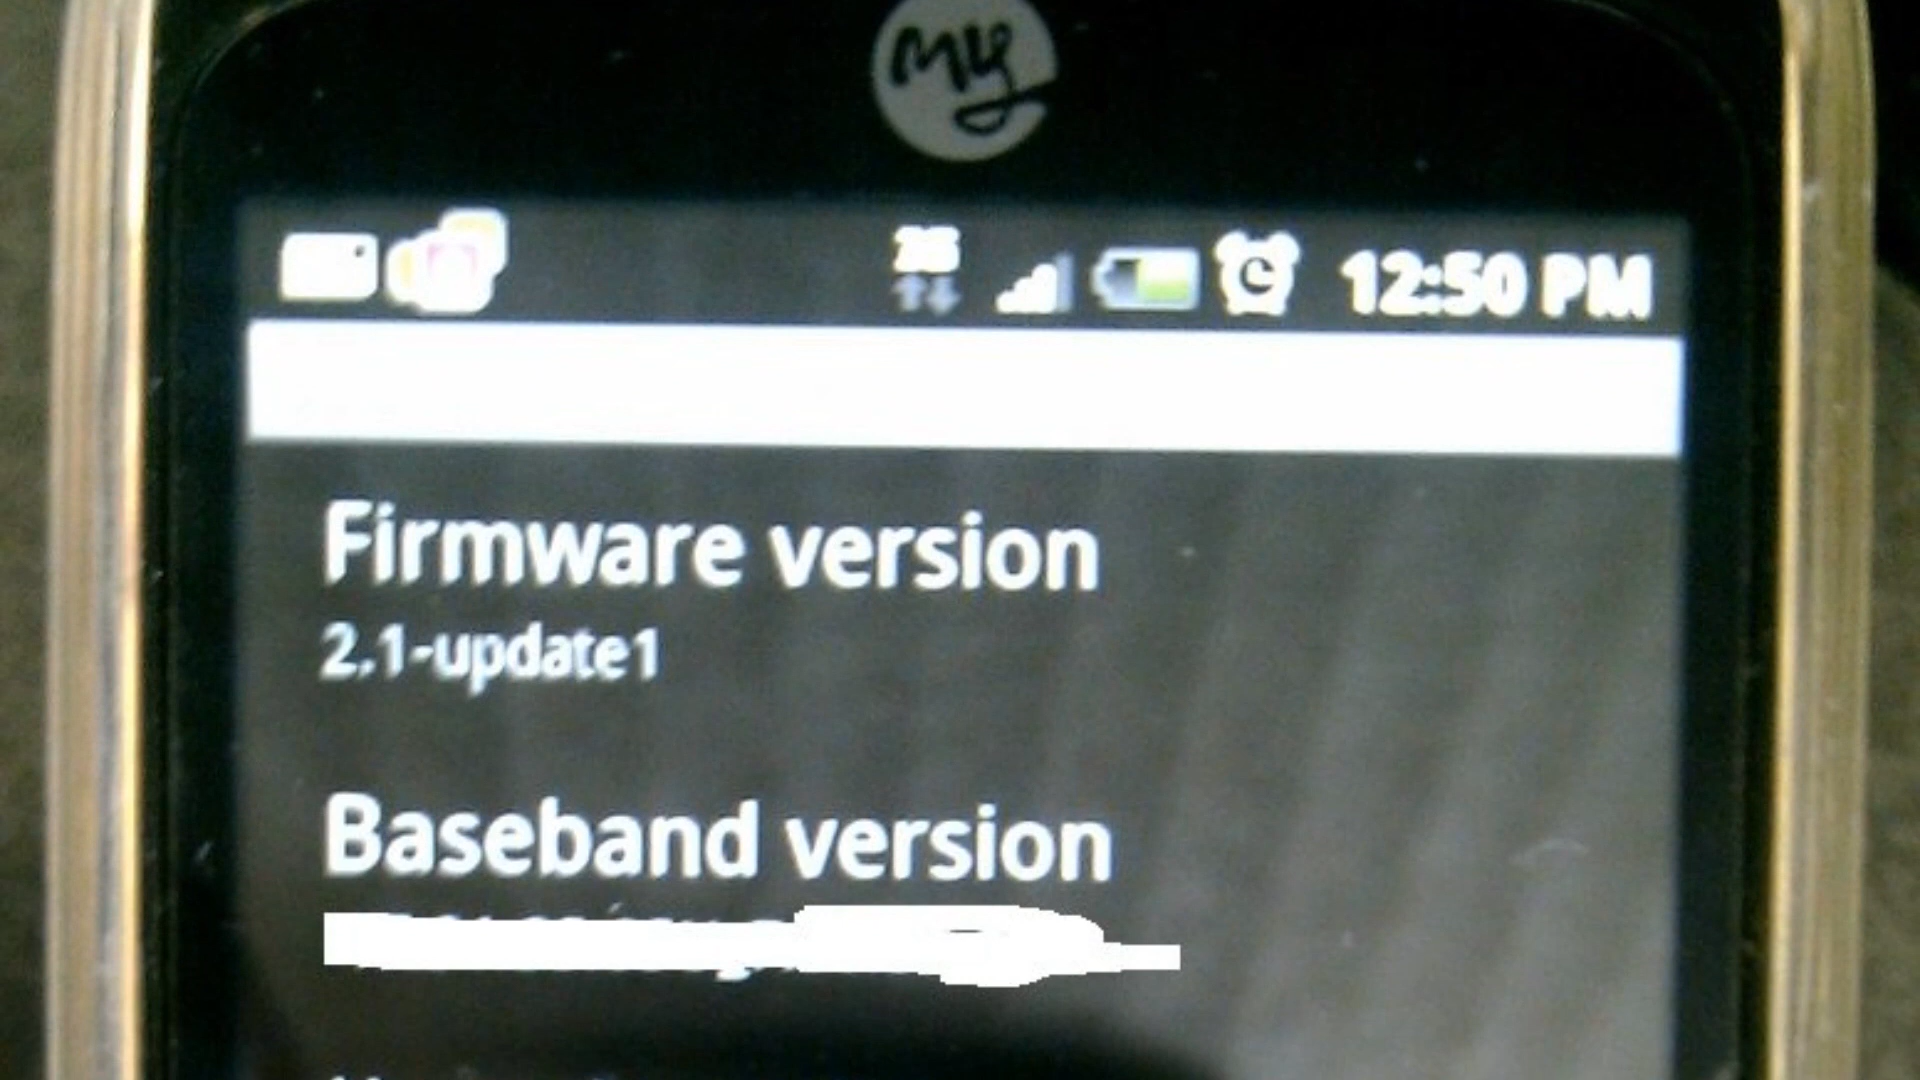 my
12:50 PM
Firmware version
2.1-update1
Baseband version